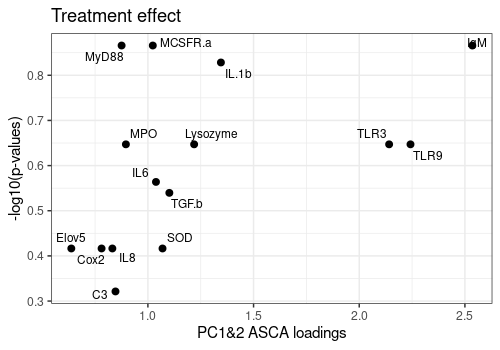 Treatment effect
MCSFR.a
IgM
MyD88
IL.1b
0.8
0.7
MPO
Lysozyme
TLR3
TLR9
0.6
IL6
TGF.b
0.5
Elov5
SOD
Cox2
IL8
0.4
C3
0.3
-log10(p-values)
1.0
1.5
2.0
2.5
PC1&2 ASCA loadings